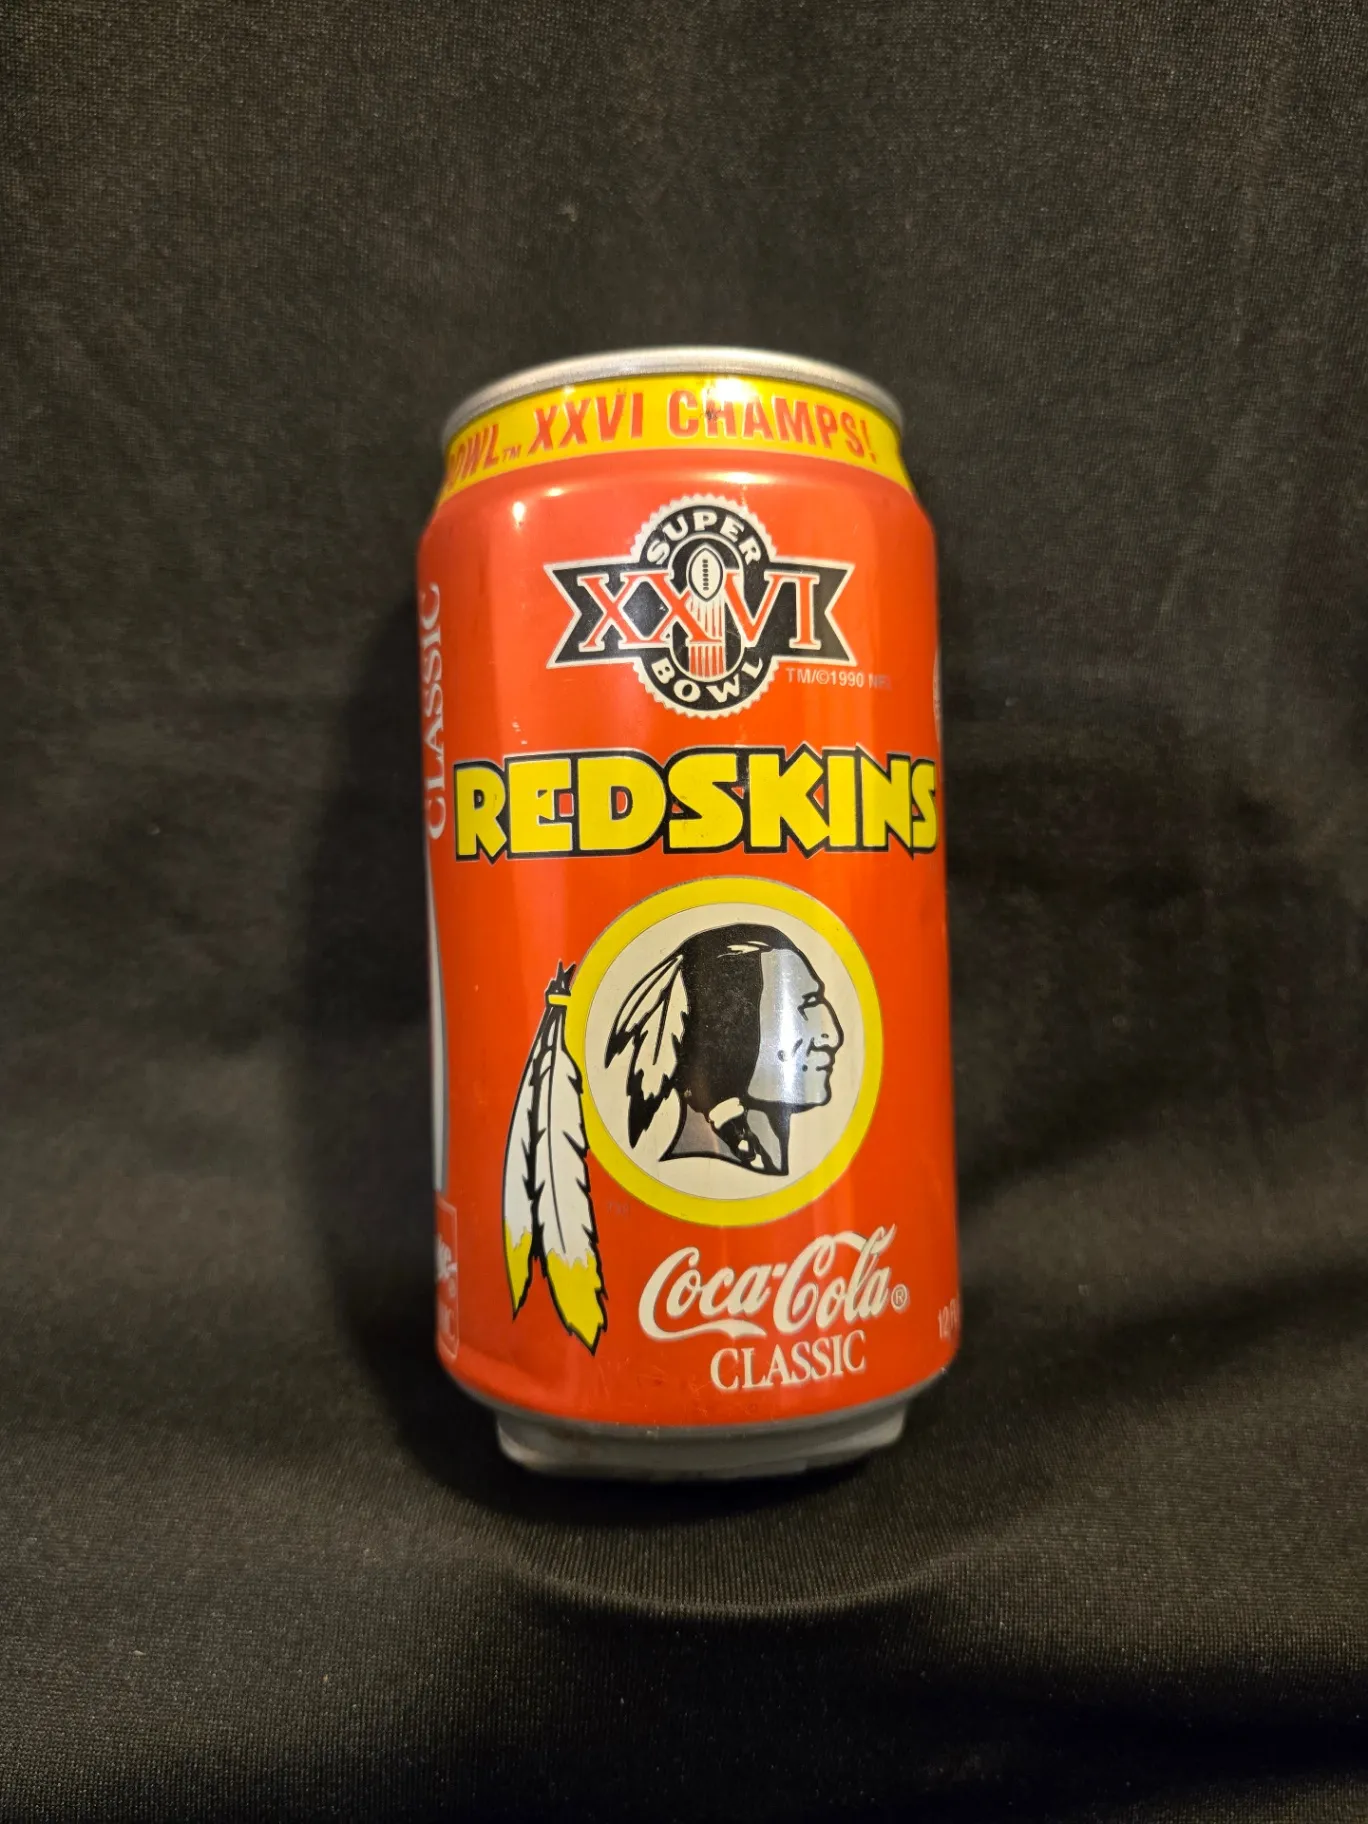 XXVI CHAMPS!
SUPER
XXVI
BOWL
TM/©1990
CLASSIC
REDSKINS
Coca-Cola®
CLASSIC